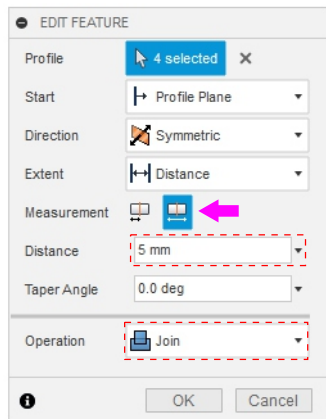 EDIT FEATURE
Profile 4 selected
Start Profile Plane
Direction Symmetric
Extent Distance
Measurement
Distance 5 mm
Taper Angle 0.0 deg
Operation Join
OK Cancel